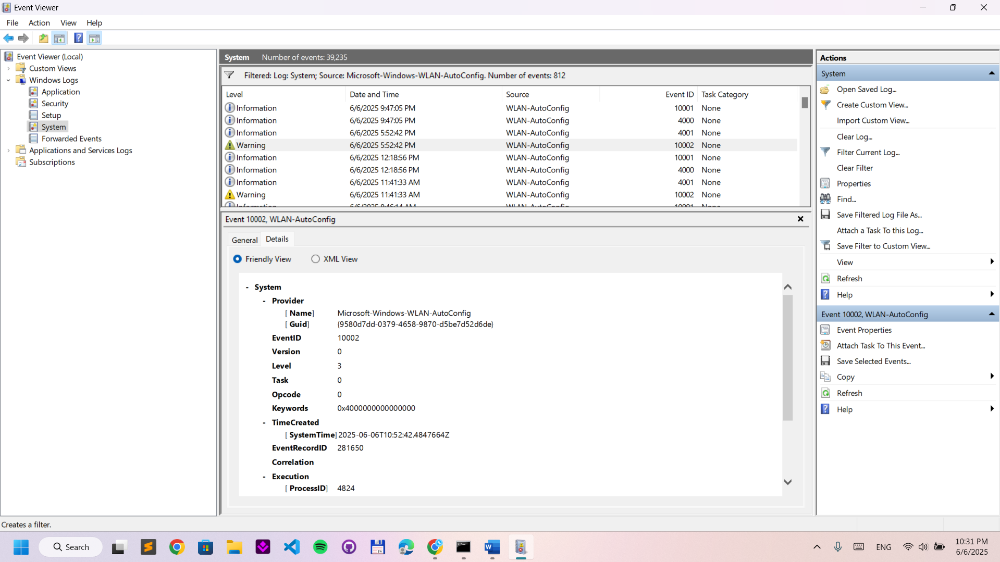 Event Viewer
File Action View Help
Event Viewer (Local)
Custom Views
Windows Logs
Application
Security
Setup
System
Forwarded Events
Applications and Services Logs
Subscriptions
System Number of events: 39,235
Filtered: Log: System; Source: Microsoft-Windows-WLAN-AutoConfig. Number of events: 812
Level Date and Time Source Event ID Task Category
Information 6/6/2025 9:47:05 PM WLAN-AutoConfig 10001 None
Information 6/6/2025 9:47:05 PM WLAN-AutoConfig 4000 None
Information 6/6/2025 5:52:42 PM WLAN-AutoConfig 4001 None
Warning 6/6/2025 5:52:42 PM WLAN-AutoConfig 10002 None
Information 6/6/2025 12:18:56 PM WLAN-AutoConfig 10001 None
Information 6/6/2025 12:18:56 PM WLAN-AutoConfig 4000 None
Information 6/6/2025 11:41:33 AM WLAN-AutoConfig 4001 None
Warning 6/6/2025 11:41:33 AM WLAN-AutoConfig 10002 None
Information 6/6/2025 8:46:14 AM WLAN-AutoConfig 10001 None
Event 10002, WLAN-AutoConfig
General Details
Friendly View XML View
- System
- Provider
[ Name] Microsoft-Windows-WLAN-AutoConfig
[ Guid] {9580d7dd-0379-4658-9870-d5be7d52d6de}
EventID 10002
Version 0
Level 3
Task 0
Opcode 0
Keywords 0x4000000000000000
- TimeCreated
[ SystemTime] 2025-06-06T10:52:42.4847664Z
EventRecordID 281650
Correlation
- Execution
[ ProcessID] 4824
Actions
System
Open Saved Log...
Create Custom View...
Import Custom View...
Clear Log...
Filter Current Log...
Clear Filter
Properties
Find...
Save Filtered Log File As...
Attach a Task To this Log...
Save Filter to Custom View...
View
Refresh
Help
Event 10002, WLAN-AutoConfig
Event Properties
Attach Task To This Event...
Save Selected Events...
Copy
Refresh
Help
Creates a filter.
Search
64
W
ENG
10:31 PM
6/6/2025